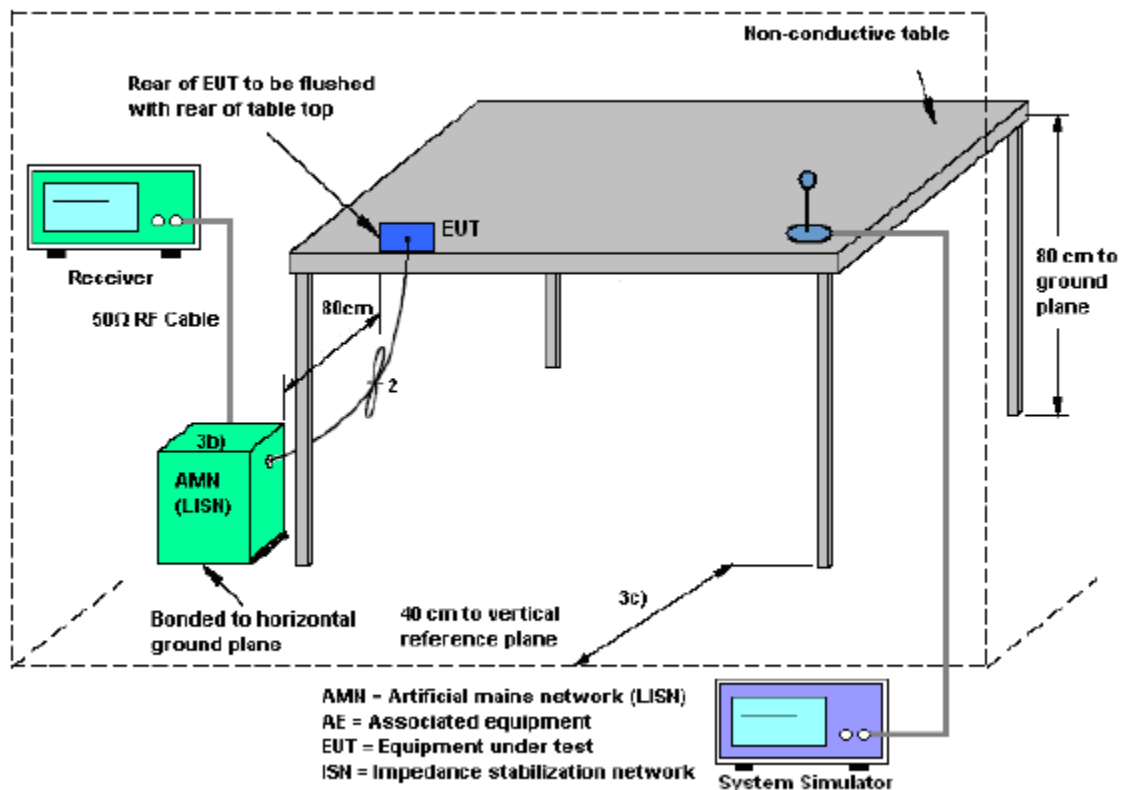 Non-conductive table
Rear of EUT to be flushed
with rear of table top
EUT
Receiver
80cm
80 cm to
ground
plane
50Ω RF Cable
2
3b)
AMN
(LISN)
3c)
Bonded to horizontal
ground plane
40 cm to vertical
reference plane
AMN = Artificial mains network (LISN)
AE = Associated equipment
EUT = Equipment under test
ISN = Impedance stabilization network
System Simulator